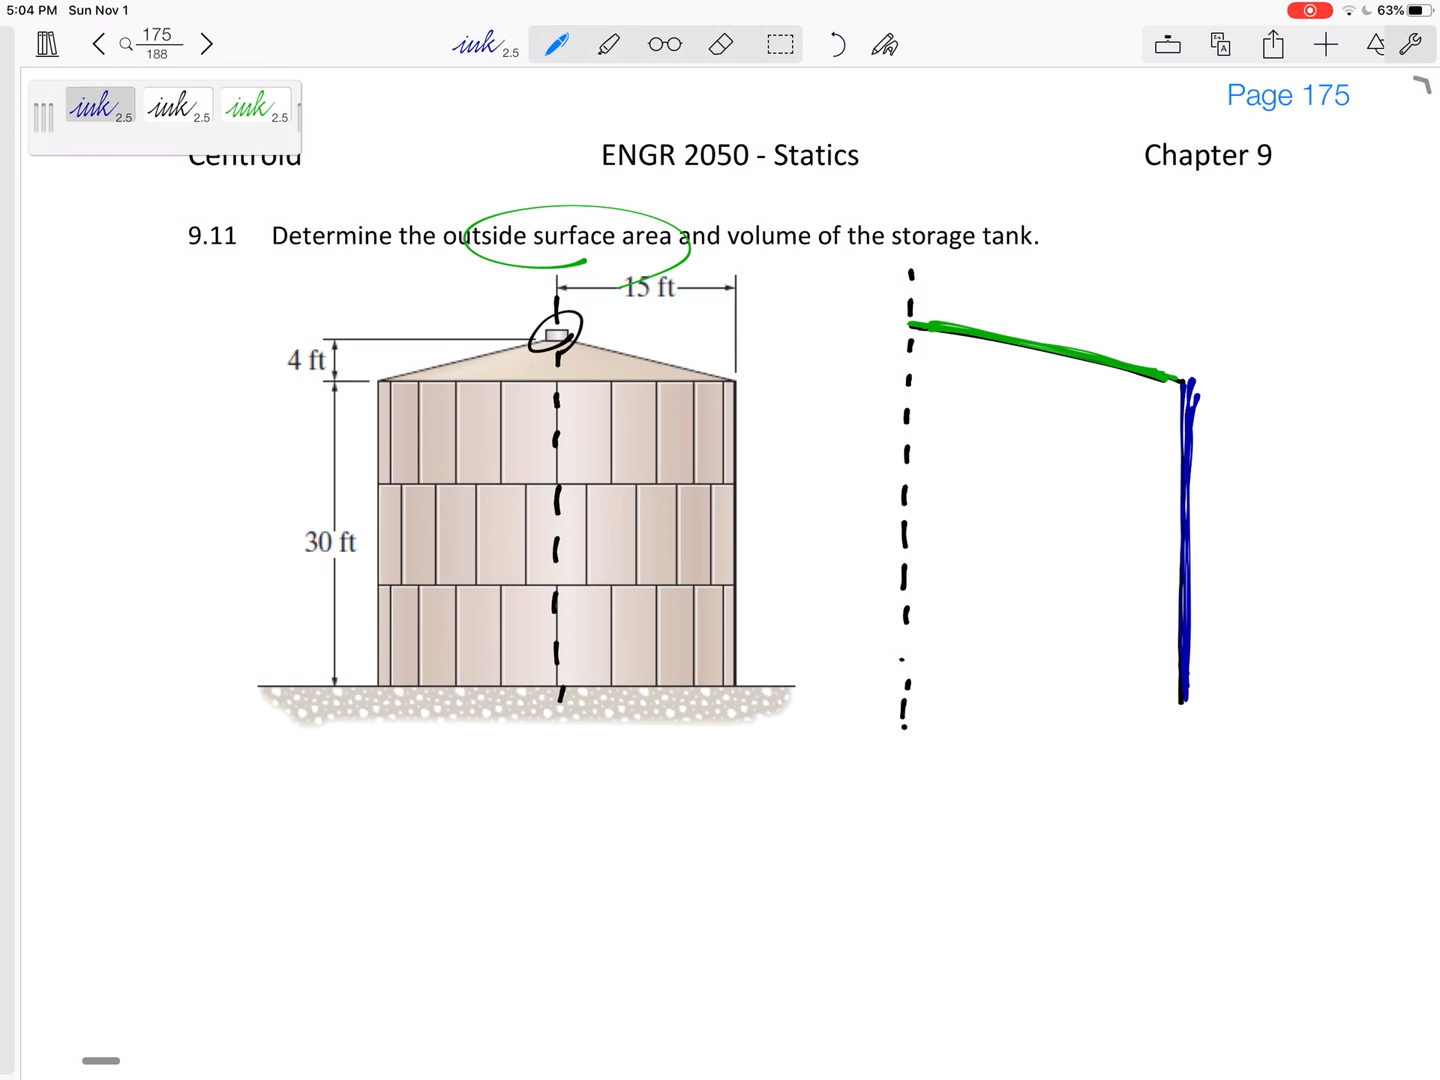 5:04 PM Sun Nov 1
63%
175
188
ink 2.5
ink 2.5 ink 2.5 ink 2.5
Page 175
Centroid ENGR 2050 - Statics Chapter 9
9.11 Determine the outside surface area and volume of the storage tank.
15 ft
4 ft
30 ft